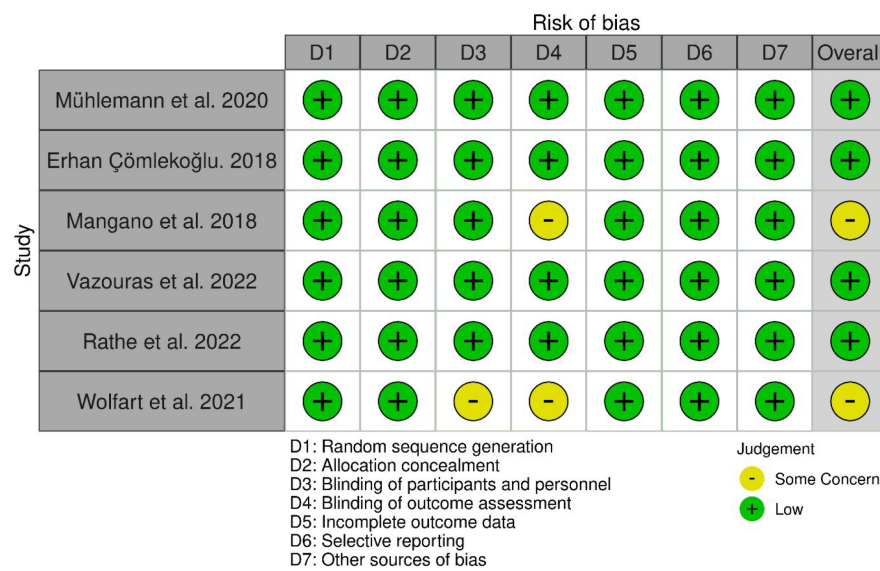 Risk of bias
D1 D2 D3 D4 D5 D6 D7 Overal
Study
Mühlemann et al. 2020 + + + + + + + +
Erhan Çömlekoğlu. 2018 + + + + + + + +
Mangano et al. 2018 + + + - + + + -
Vazouras et al. 2022 + + + + + + + +
Rathe et al. 2022 + + + + + + + +
Wolfart et al. 2021 + + - - + + + -
D1: Random sequence generation
D2: Allocation concealment
D3: Blinding of participants and personnel
D4: Blinding of outcome assessment
D5: Incomplete outcome data
D6: Selective reporting
D7: Other sources of bias
Judgement
- Some Concern
+ Low